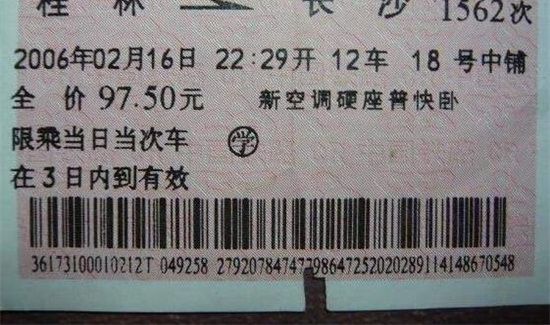 桂林 长沙 1562次
2006年02月16日 22:29开 12车 18 号中铺
全 价 97.50元 新空调硬座普快卧
限乘当日当次车 学
在3日内到有效
36173100010212T 049258 27920784747798647252020289114148670548